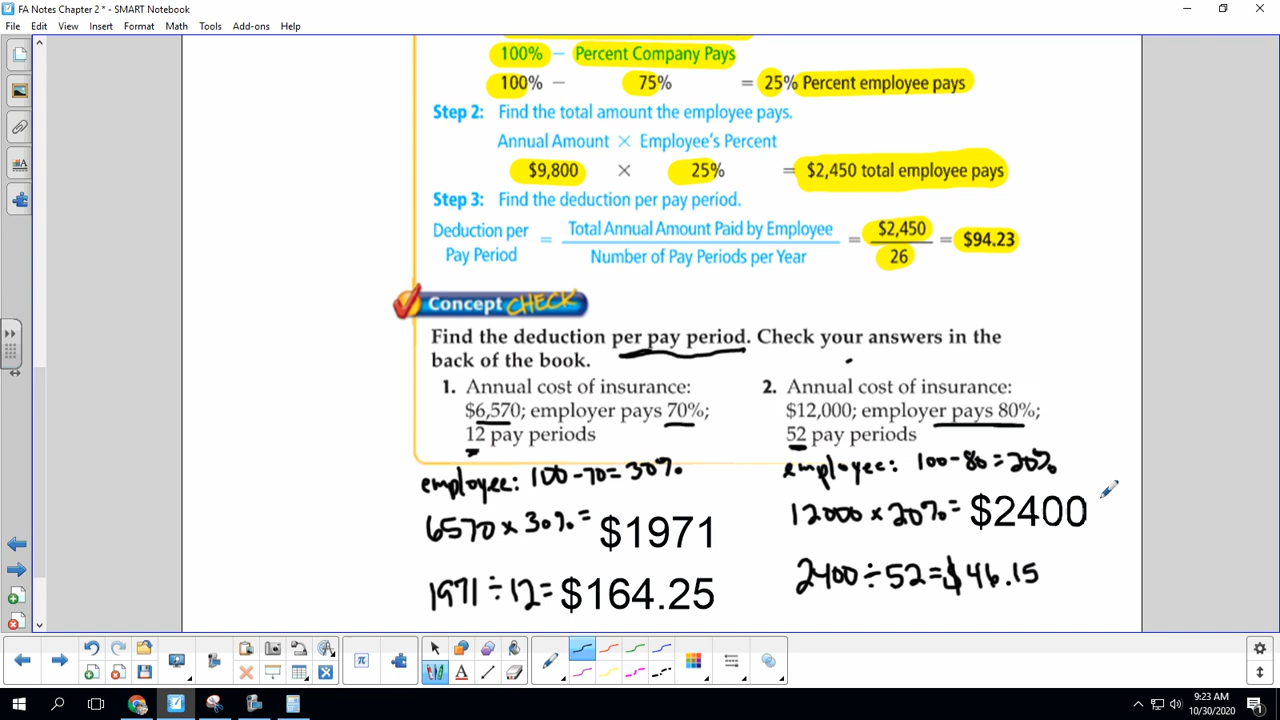 FA Notes Chapter 2 * - SMART Notebook
File Edit View Insert Format Math Tools Add-ons Help
100% − Percent Company Pays
100% − 75% = 25% Percent employee pays
Step 2: Find the total amount the employee pays.
Annual Amount × Employee's Percent
$9,800 × 25% = $2,450 total employee pays
Step 3: Find the deduction per pay period.
Deduction per Pay Period = Total Annual Amount Paid by Employee / Number of Pay Periods per Year = $2,450 / 26 = $94.23
Concept CHECK
Find the deduction per pay period. Check your answers in the
back of the book.
1. Annual cost of insurance:
$6,570; employer pays 70%;
12 pay periods
employee: 100-70=30%
6570 × 30% = $1971
1971 ÷ 12 = $164.25
2. Annual cost of insurance:
$12,000; employer pays 80%;
52 pay periods
employee: 100-80=20%
12000 × 20% = $2400
2400 ÷ 52 = $46.15
9:23 AM
10/30/2020